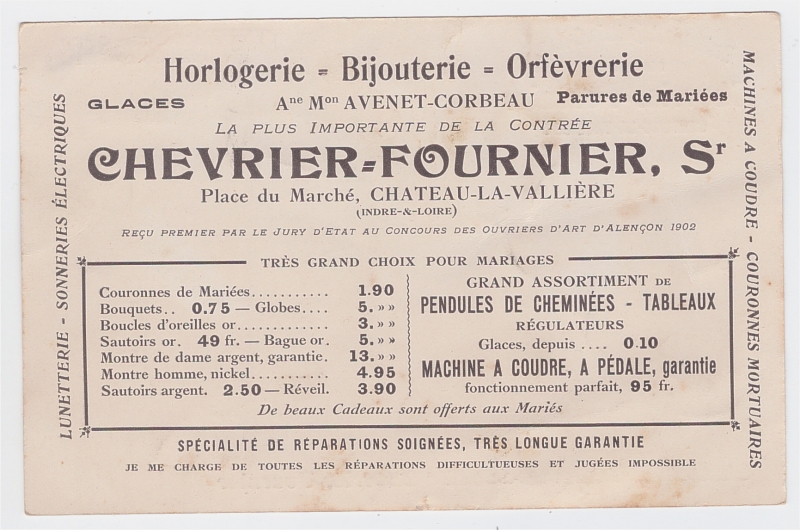 Horlogerie = Bijouterie = Orfèvrerie
GLACES
Ane Mon AVENET-CORBEAU
Parures de Mariées
LA PLUS IMPORTANTE DE LA CONTRÉE
CHEVRIER=FOURNIER, Sr
Place du Marché, CHATEAU-LA-VALLIÈRE
(INDRE-&-LOIRE)
REÇU PREMIER PAR LE JURY D'ETAT AU CONCOURS DES OUVRIERS D'ART D'ALENÇON 1902
LUNETTERIE - SONNERIES ÉLECTRIQUES
MACHINES A COUDRE - COURONNES MORTUAIRES
TRÈS GRAND CHOIX POUR MARIAGES
Couronnes de Mariées........... 1.90
Bouquets.. 0.75 — Globes.... 5. » »
Boucles d'oreilles or............. 3. » »
Sautoirs or. 49 fr. — Bague or. 5. » »
Montre de dame argent, garantie. 13. » »
Montre homme, nickel........... 4.95
Sautoirs argent. 2.50 — Réveil. 3.90
GRAND ASSORTIMENT DE
PENDULES DE CHEMINÉES - TABLEAUX
RÉGULATEURS
Glaces, depuis .... 0.10
MACHINE A COUDRE, A PÉDALE, garantie
fonctionnement parfait, 95 fr.
De beaux Cadeaux sont offerts aux Mariés
SPÉCIALITÉ DE RÉPARATIONS SOIGNÉES, TRÈS LONGUE GARANTIE
JE ME CHARGE DE TOUTES LES RÉPARATIONS DIFFICULTUEUSES ET JUGÉES IMPOSSIBLE